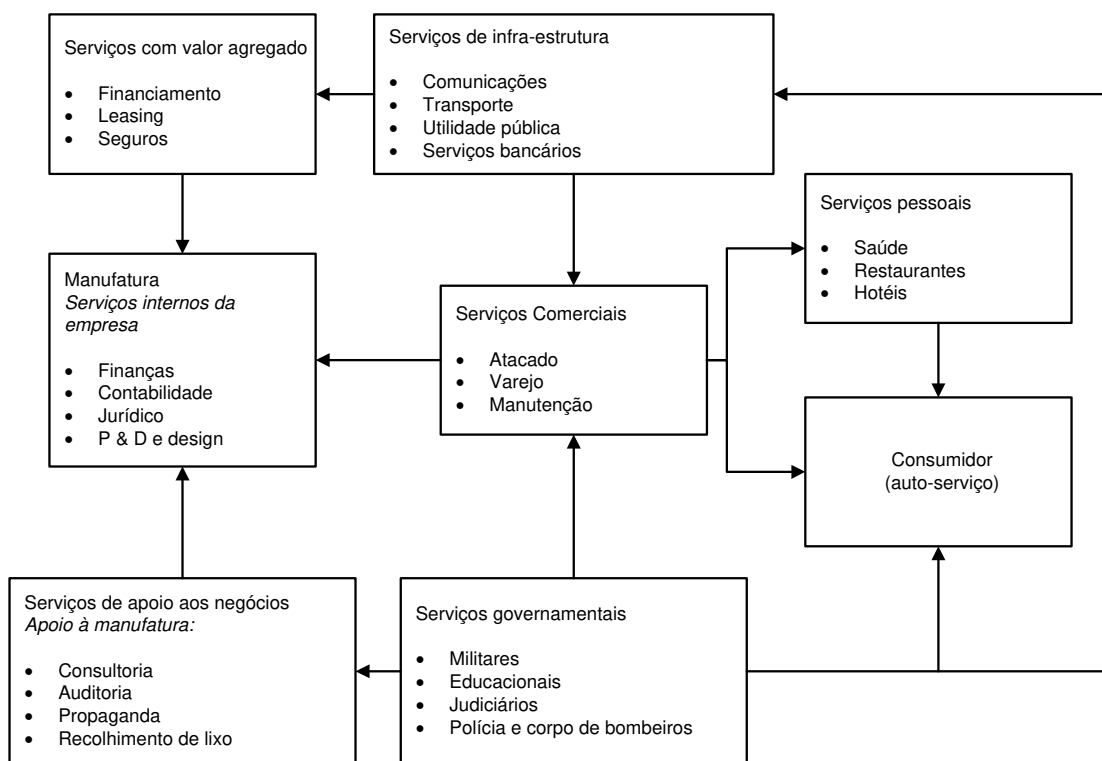 Serviços com valor agregado
• Financiamento
• Leasing
• Seguros
Serviços de infra-estrutura
• Comunicações
• Transporte
• Utilidade pública
• Serviços bancários
Serviços pessoais
• Saúde
• Restaurantes
• Hotéis
Manufatura
Serviços internos da
empresa
• Finanças
• Contabilidade
• Jurídico
• P & D e design
Serviços Comerciais
• Atacado
• Varejo
• Manutenção
Consumidor
(auto-serviço)
Serviços de apoio aos negócios
Apoio à manufatura:
• Consultoria
• Auditoria
• Propaganda
• Recolhimento de lixo
Serviços governamentais
• Militares
• Educacionais
• Judiciários
• Polícia e corpo de bombeiros